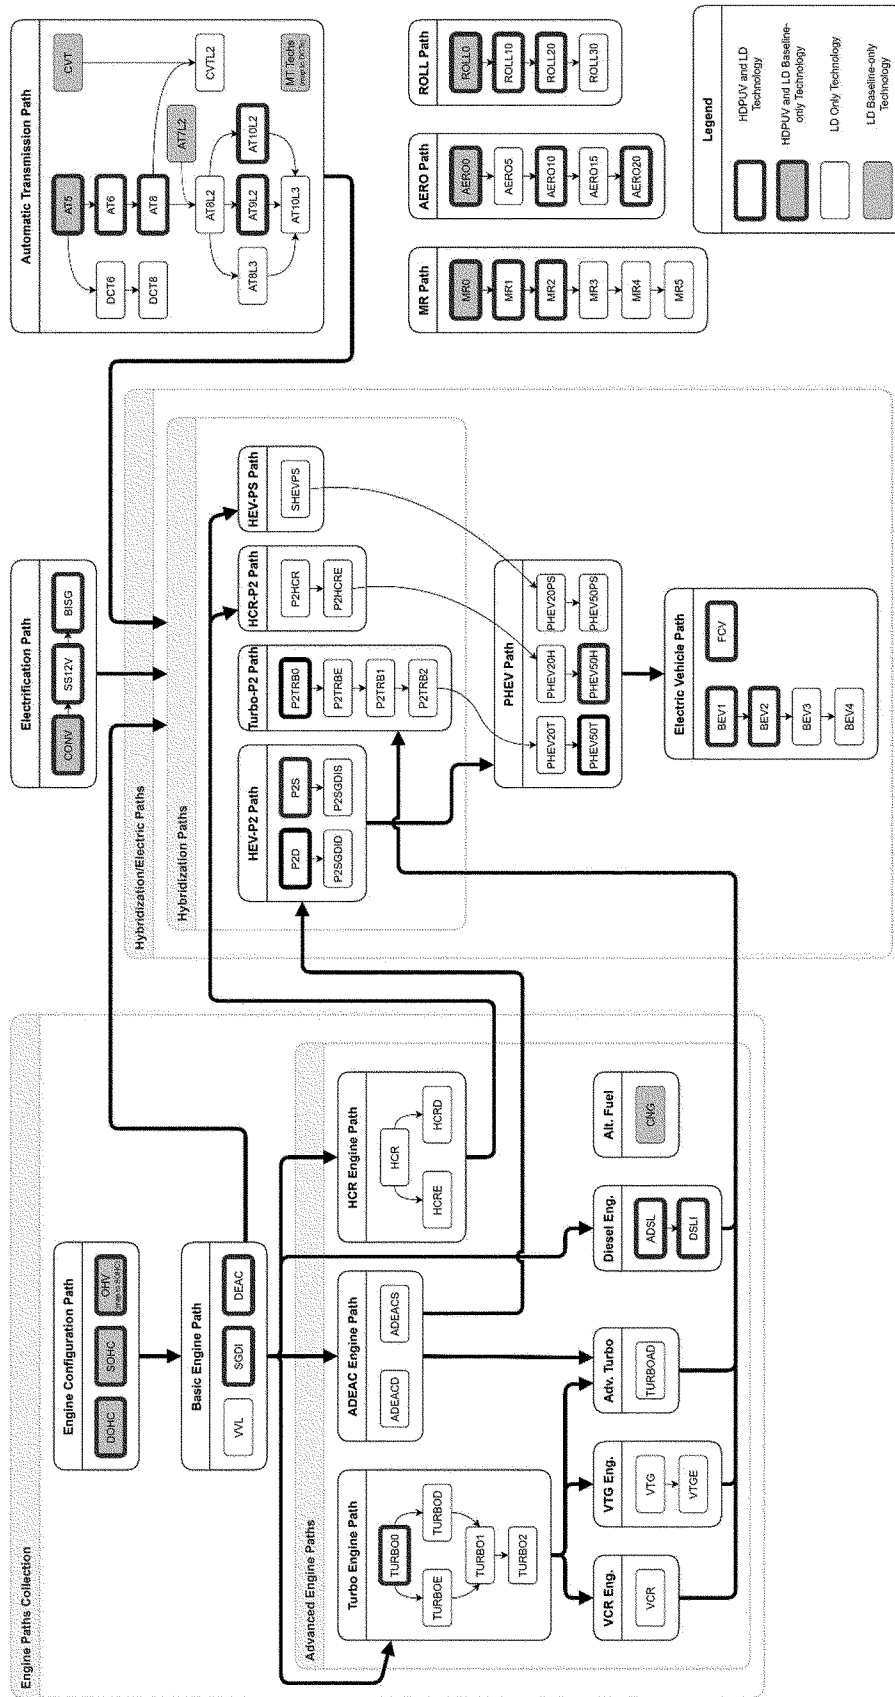 Engine Paths Collection
Engine Configuration Path
DOHC
SOHC
OHV
(maps to SOHC)
Basic Engine Path
VVL
SGDI
DEAC
Advanced Engine Paths
Turbo Engine Path
TURBO0
TURBOE
TURBOD
TURBO1
TURBO2
ADEAC Engine Path
ADEACD
ADEACS
HCR Engine Path
HCR
HCRE
HCRD
VCR Eng.
VCR
VTG Eng.
VTG
VTGE
Adv. Turbo
TURBOAD
Diesel Eng.
ADSL
DSLI
Alt. Fuel
CNG
Electrification Path
CONV
SS12V
BISG
Hybridization/Electric Paths
Hybridization Paths
HEV-P2 Path
P2D
P2S
P2SGDID
P2SGDIS
Turbo-P2 Path
P2TRB0
P2TRBE
P2TRB1
P2TRB2
HCR-P2 Path
P2HCR
P2HCRE
HEV-PS Path
SHEVPS
PHEV Path
PHEV20T
PHEV20H
PHEV20PS
PHEV50T
PHEV50H
PHEV50PS
Electric Vehicle Path
BEV1
FCV
BEV2
BEV3
BEV4
Automatic Transmission Path
AT5
CVT
DCT6
AT6
DCT8
AT8
AT7L2
CVTL2
AT8L2
AT8L3
AT9L2
AT10L2
AT10L3
MT Techs
(map to DCTs)
MR Path
MR0
MR1
MR2
MR3
MR4
MR5
AERO Path
AERO0
AERO5
AERO10
AERO15
AERO20
ROLL Path
ROLL0
ROLL10
ROLL20
ROLL30
Legend
HDPUV and LD
Technology
HDPUV and LD Baseline-
only Technology
LD Only Technology
LD Baseline-only
Technology